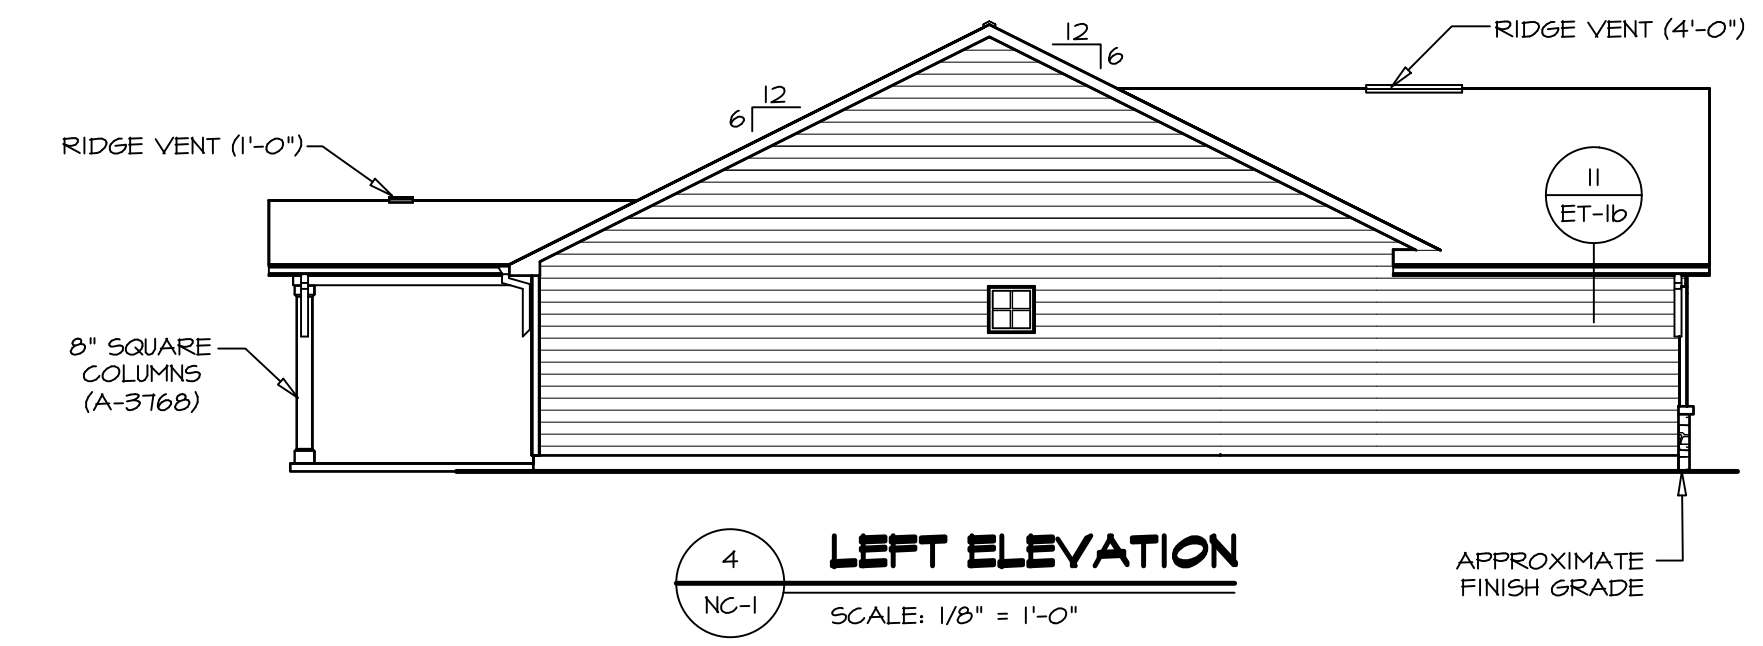 RIDGE VENT (4'-0")
12
6
12
6
RIDGE VENT (1'-0")
11
ET-1b
8" SQUARE
COLUMNS
(A-3768)
4
NC-1
LEFT ELEVATION
SCALE: 1/8" = 1'-0"
APPROXIMATE
FINISH GRADE